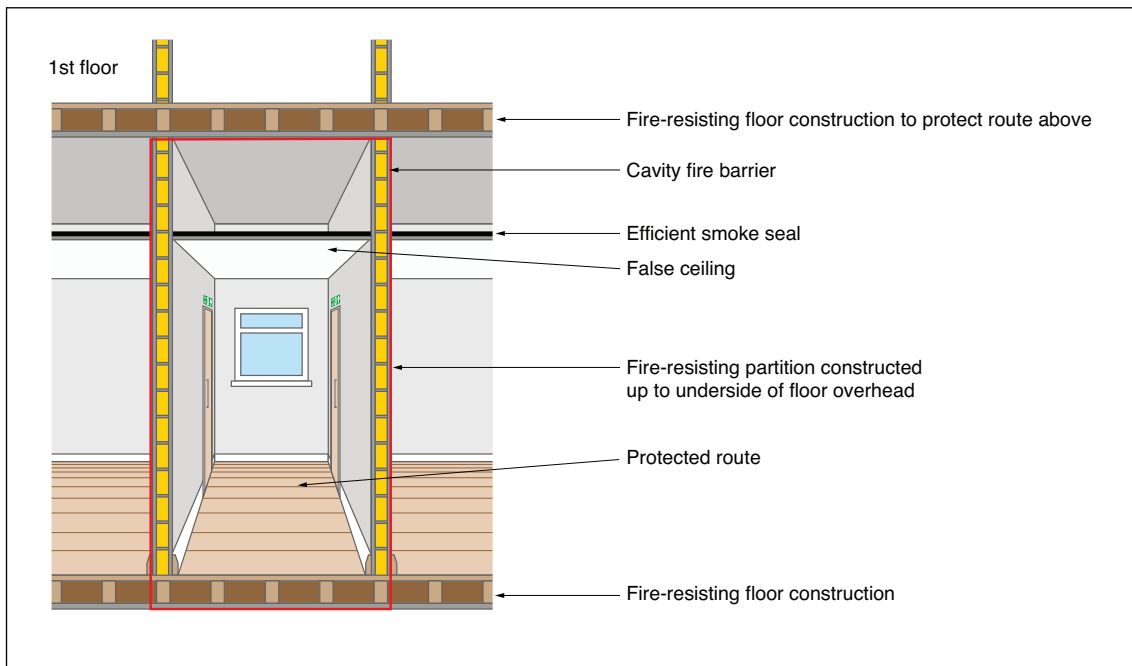 1st floor
Fire-resisting floor construction to protect route above
Cavity fire barrier
Efficient smoke seal
False ceiling
Fire-resisting partition constructed
up to underside of floor overhead
Protected route
Fire-resisting floor construction